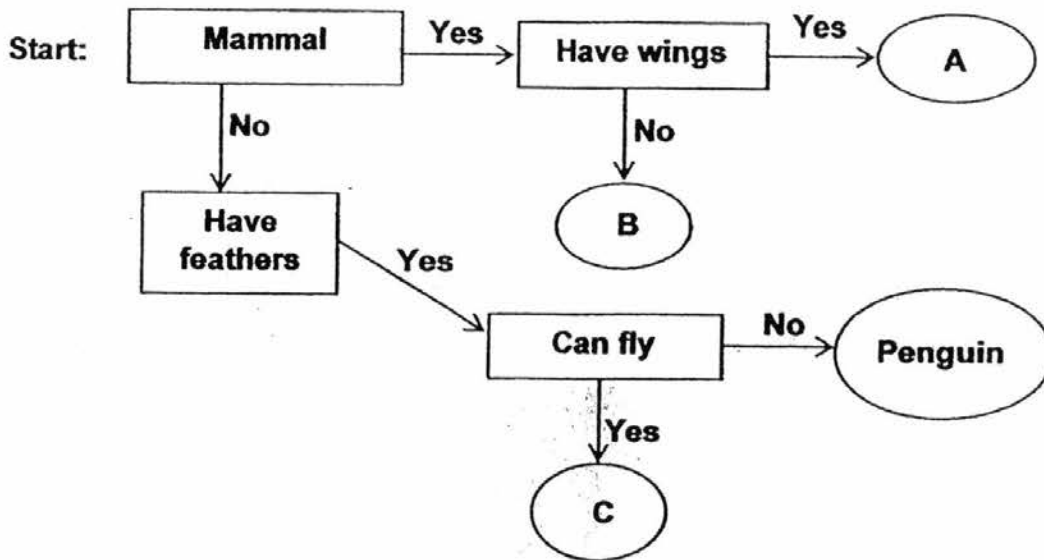 Start:
Mammal
Yes
Have wings
Yes
A
No
No
B
Have
feathers
Yes
Can fly
No
Penguin
Yes
C